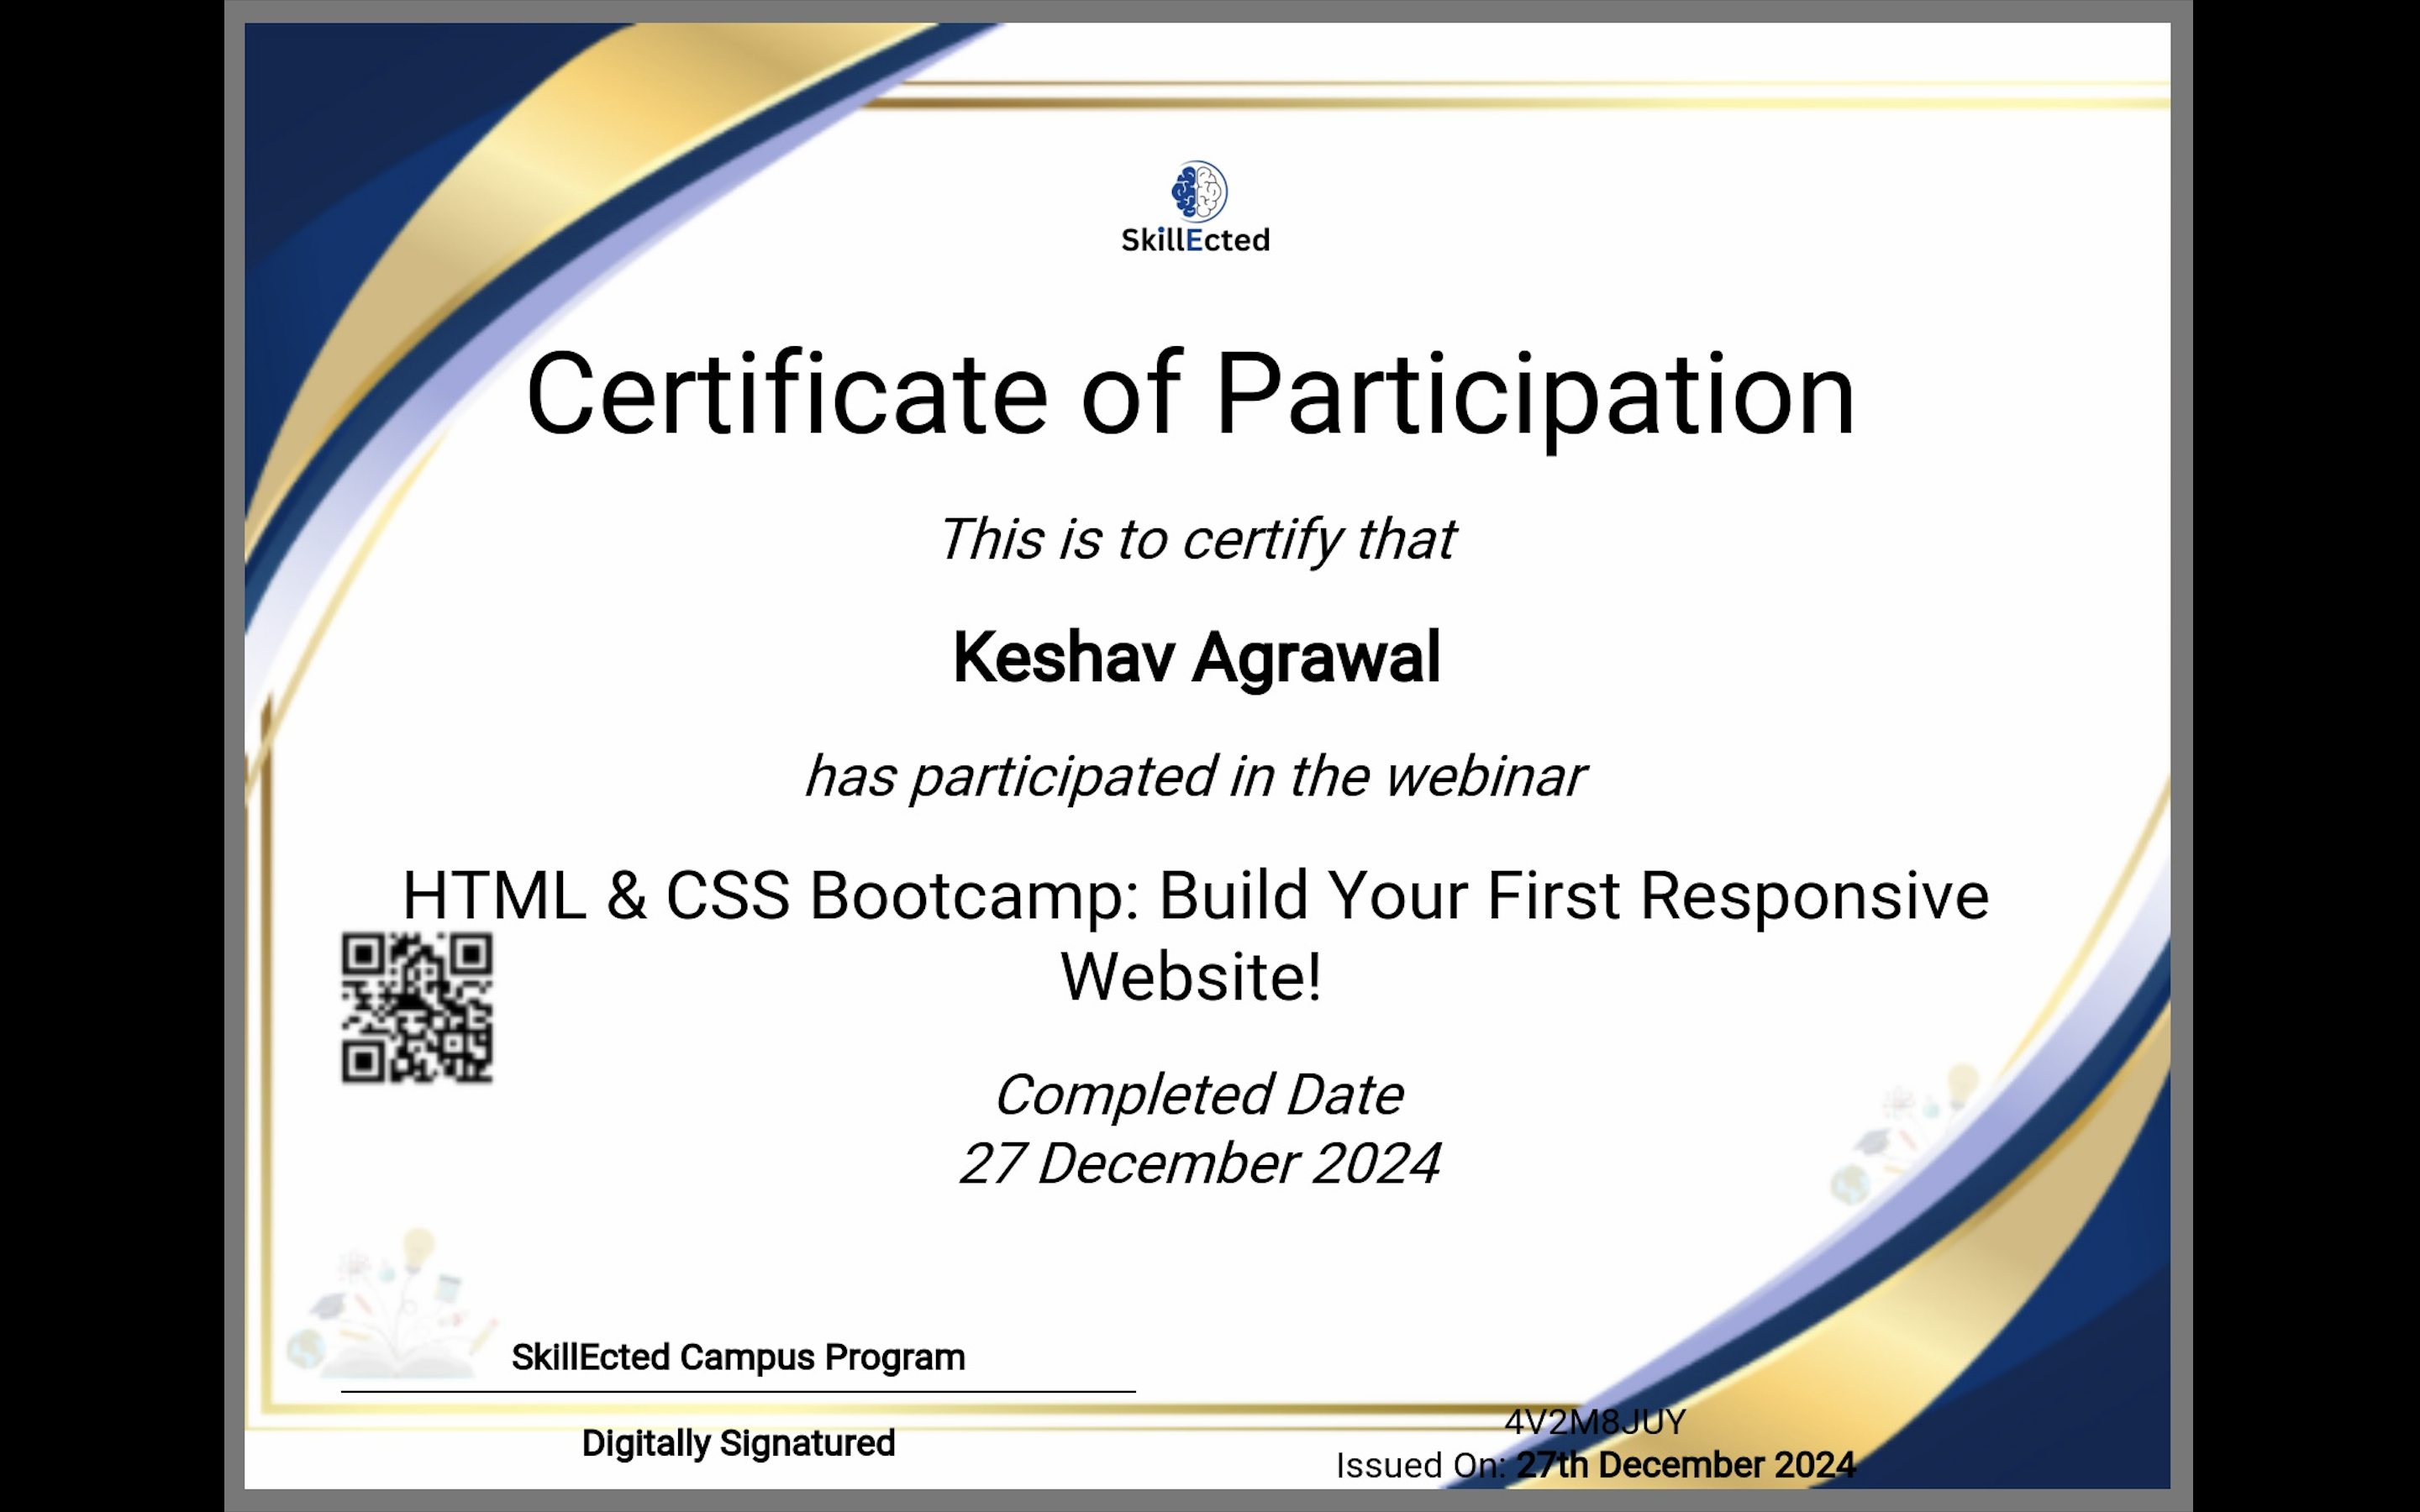 SkillEcted
Certificate of Participation
This is to certify that
Keshav Agrawal
has participated in the webinar
HTML & CSS Bootcamp: Build Your First Responsive
Website!
Completed Date
27 December 2024
SkillEcted Campus Program
Digitally Signatured
4V2M8JUY
Issued On: 27th December 2024